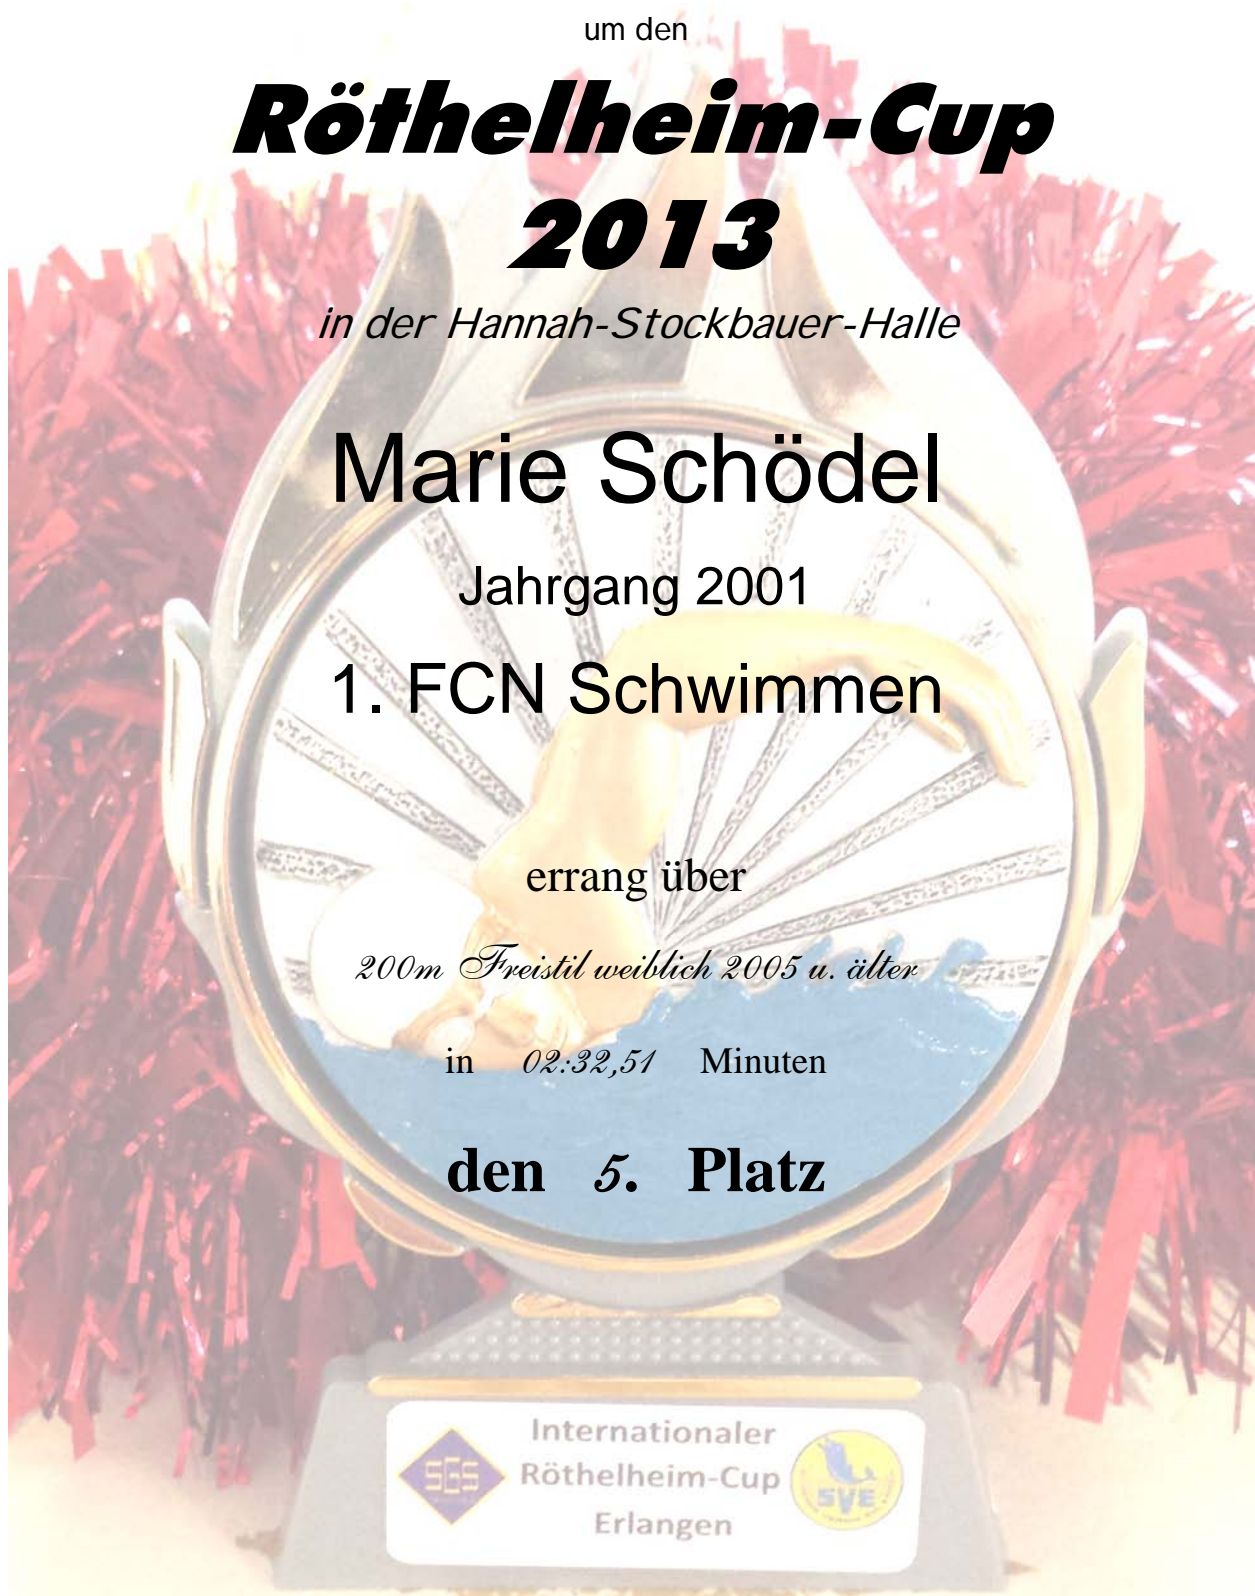 um den
Röthelheim-Cup
2013
in der Hannah-Stockbauer-Halle
Marie Schödel
Jahrgang 2001
1. FCN Schwimmen
errang über
200m Freistil weiblich 2005 u. älter
in 02:32,51 Minuten
den 5. Platz
Internationaler
SGS Röthelheim-Cup SVE
Erlangen